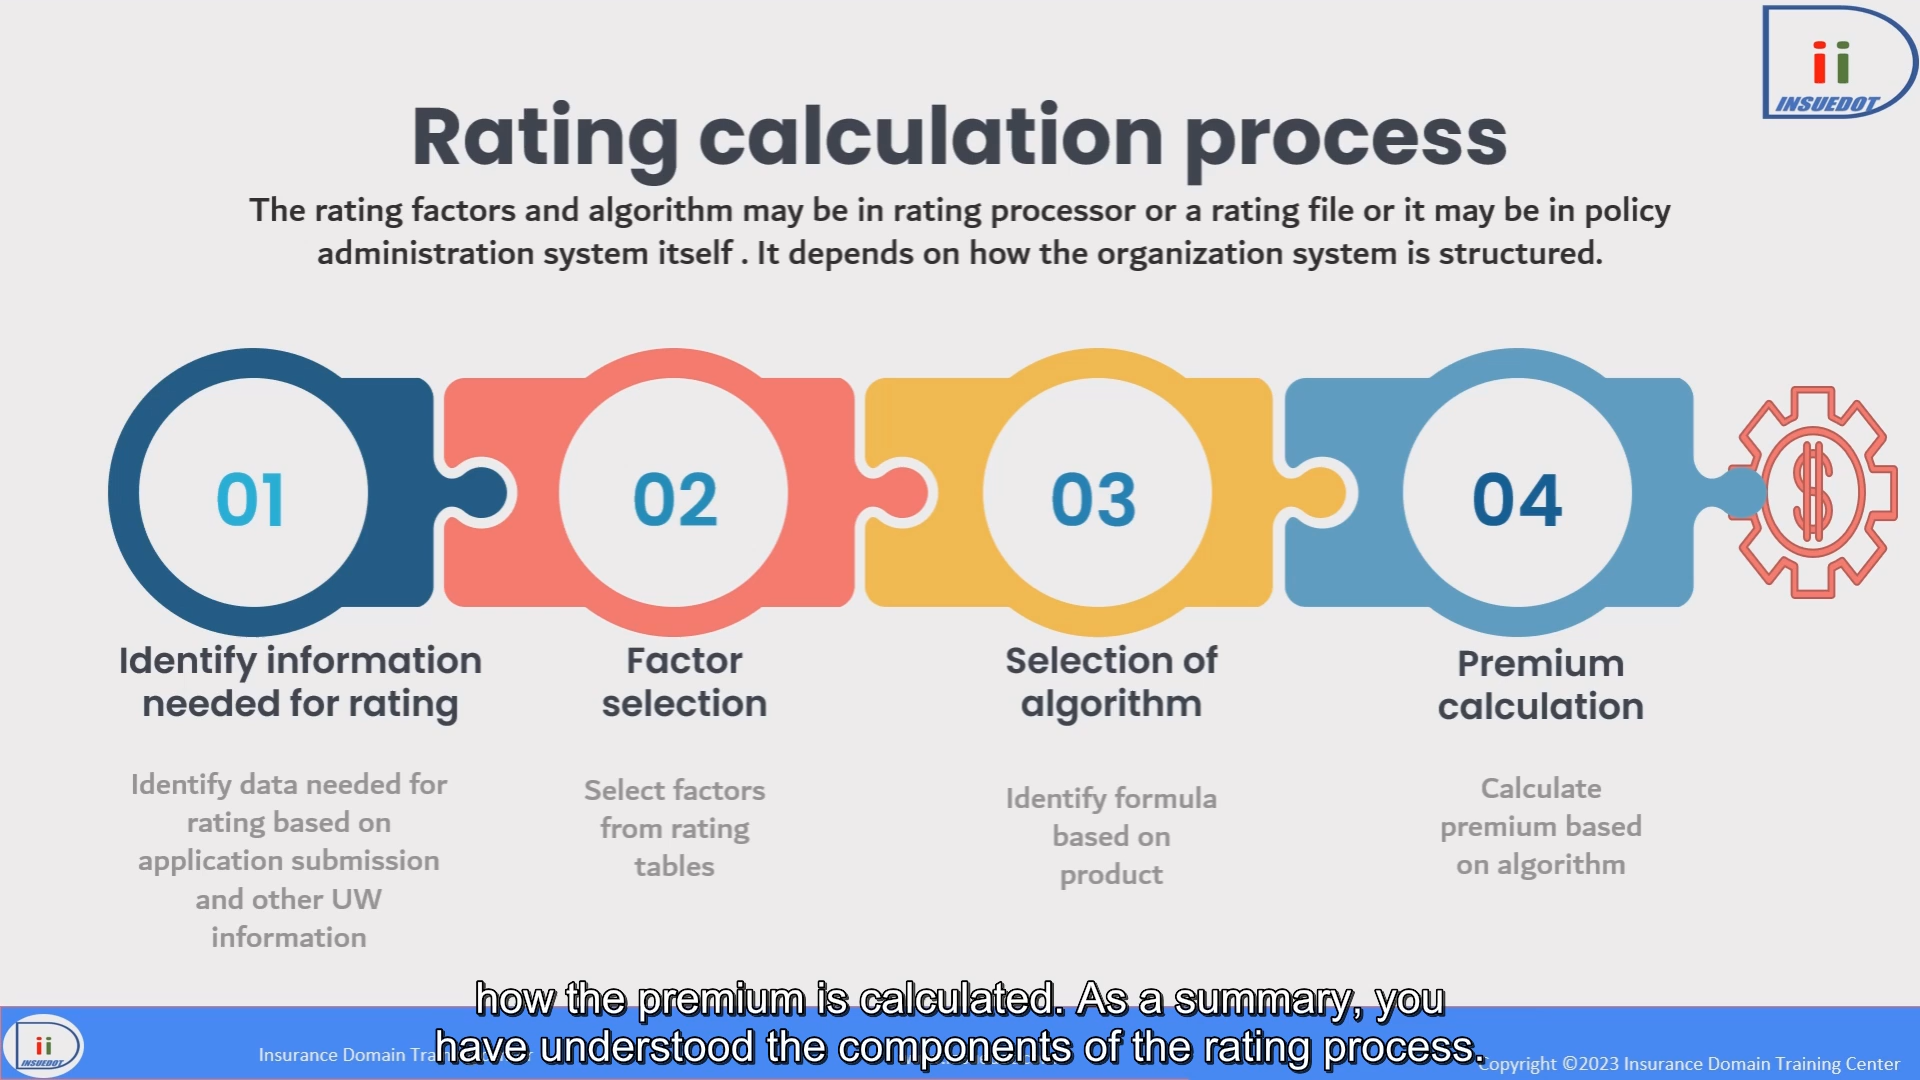 ii
INSUEDOT
Rating calculation process
The rating factors and algorithm may be in rating processor or a rating file or it may be in policy
administration system itself . It depends on how the organization system is structured.
01
02
03
04
$
Identify information
needed for rating
Factor
selection
Selection of
algorithm
Premium
calculation
Identify data needed for
rating based on
application submission
and other UW
information
Select factors
from rating
tables
Identify formula
based on
product
Calculate
premium based
on algorithm
how the premium is calculated. As a summary, you
have understood the components of the rating process.
ii
INSUEDOT
Insurance Domain
Copyright ©2023 Insurance Domain Training Center